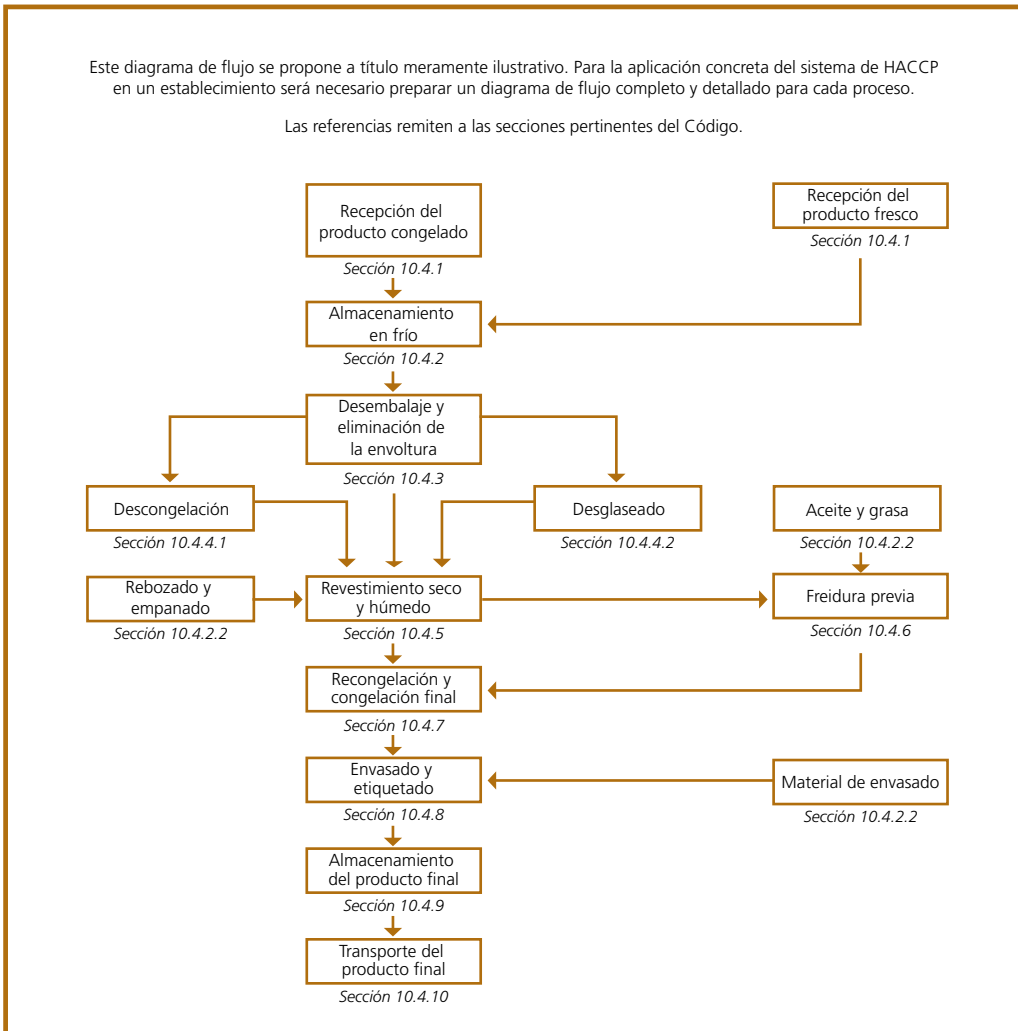 Este diagrama de flujo se propone a título meramente ilustrativo. Para la aplicación concreta del sistema de HACCP
en un establecimiento será necesario preparar un diagrama de flujo completo y detallado para cada proceso.
Las referencias remiten a las secciones pertinentes del Código.
Recepción del
producto congelado
Sección 10.4.1
Recepción del
producto fresco
Sección 10.4.1
Almacenamiento
en frío
Sección 10.4.2
Desembalaje y
eliminación de
la envoltura
Sección 10.4.3
Descongelación
Sección 10.4.4.1
Desglaseado
Sección 10.4.4.2
Aceite y grasa
Sección 10.4.2.2
Rebozado y
empanado
Sección 10.4.2.2
Revestimiento seco
y húmedo
Sección 10.4.5
Freidura previa
Sección 10.4.6
Recongelación y
congelación final
Sección 10.4.7
Envasado y
etiquetado
Sección 10.4.8
Material de envasado
Sección 10.4.2.2
Almacenamiento
del producto final
Sección 10.4.9
Transporte del
producto final
Sección 10.4.10